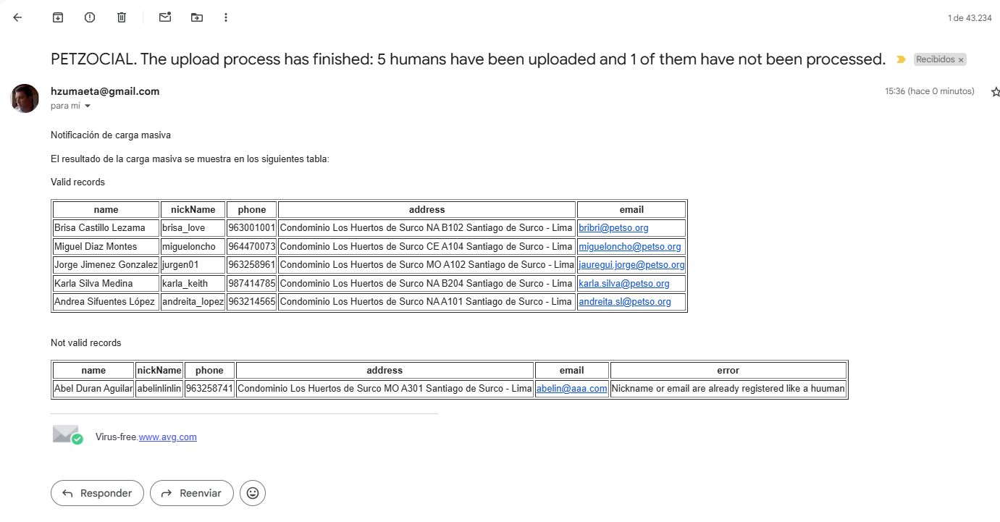 1 de 43.234
PETZOCIAL. The upload process has finished: 5 humans have been uploaded and 1 of them have not been processed. Recibidos ×
hzumaeta@gmail.com 15:36 (hace 0 minutos)
para mí
Notificación de carga masiva
El resultado de la carga masiva se muestra en los siguientes tabla:
Valid records
name nickName phone address email
Brisa Castillo Lezama brisa_love 963001001 Condominio Los Huertos de Surco NA B102 Santiago de Surco - Lima bribri@petso.org
Miguel Diaz Montes migueloncho 964470073 Condominio Los Huertos de Surco CE A104 Santiago de Surco - Lima migueloncho@petso.org
Jorge Jimenez Gonzalez jurgen01 963258961 Condominio Los Huertos de Surco MO A102 Santiago de Surco - Lima jauregui.jorge@petso.org
Karla Silva Medina karla_keith 987414785 Condominio Los Huertos de Surco NA B204 Santiago de Surco - Lima karla.silva@petso.org
Andrea Sifuentes López andreita_lopez 963214565 Condominio Los Huertos de Surco NA A101 Santiago de Surco - Lima andreita.sl@petso.org
Not valid records
name nickName phone address email error
Abel Duran Aguilar abelinlinlin 963258741 Condominio Los Huertos de Surco MO A301 Santiago de Surco - Lima abelin@aaa.com Nickname or email are already registered like a huuman
Virus-free.www.avg.com
Responder Reenviar